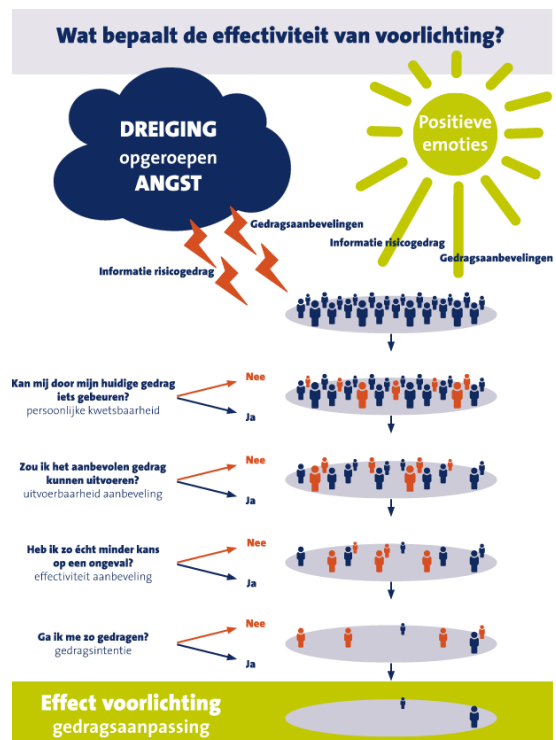 Wat bepaalt de effectiviteit van voorlichting?
DREIGING
opgeroepen
ANGST
Positieve
emoties
Gedragsaanbevelingen
Informatie risicogedrag
Informatie risicogedrag
Gedragsaanbevelingen
Kan mij door mijn huidige gedrag
iets gebeuren?
persoonlijke kwetsbaarheid
Nee
Ja
Zou ik het aanbevolen gedrag
kunnen uitvoeren?
uitvoerbaarheid aanbeveling
Nee
Ja
Heb ik zo écht minder kans
op een ongeval?
effectiviteit aanbeveling
Nee
Ja
Ga ik me zo gedragen?
gedragsintentie
Nee
Ja
Effect voorlichting
gedragsaanpassing